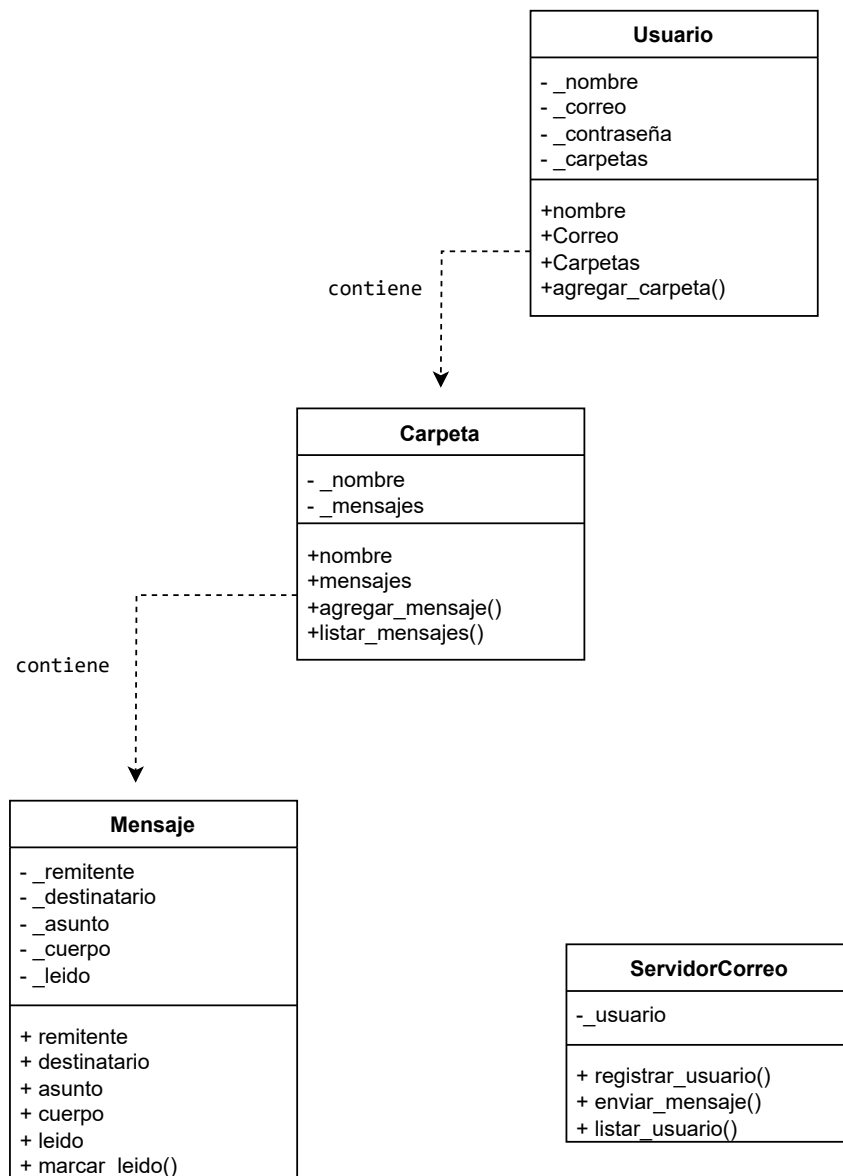 Usuario
- _nombre
- _correo
- _contraseña
- _carpetas
+nombre
+Correo
+Carpetas
+agregar_carpeta()
contiene
Carpeta
- _nombre
- _mensajes
+nombre
+mensajes
+agregar_mensaje()
+listar_mensajes()
contiene
Mensaje
- _remitente
- _destinatario
- _asunto
- _cuerpo
- _leido
+ remitente
+ destinatario
+ asunto
+ cuerpo
+ leido
+ marcar_leido()
ServidorCorreo
-_usuario
+ registrar_usuario()
+ enviar_mensaje()
+ listar_usuario()